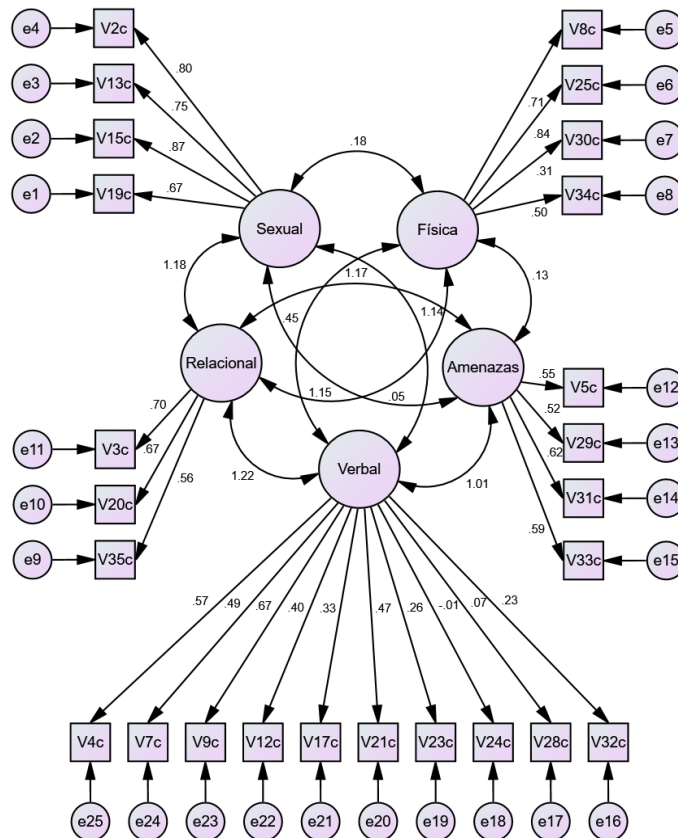 e4 V2c V8c e5
.80
e3 V13c .71 V25c e6
.75
e2 V15c .18 .84 V30c e7
.87 .31
e1 V19c .67 .50 V34c e8
Sexual Física
1.18 1.17 .13
.45 1.14
Relacional Amenazas
.55 V5c e12
.70 1.15 .05 .52
e11 V3c .67 V29c e13
.62
1.22 Verbal 1.01
e10 V20c .56 V31c e14
.59
e9 V35c V33c e15
.57 .49 .67 .40 .33 .47 .26 -.01 .07 .23
V4c V7c V9c V12c V17c V21c V23c V24c V28c V32c
e25 e24 e23 e22 e21 e20 e19 e18 e17 e16